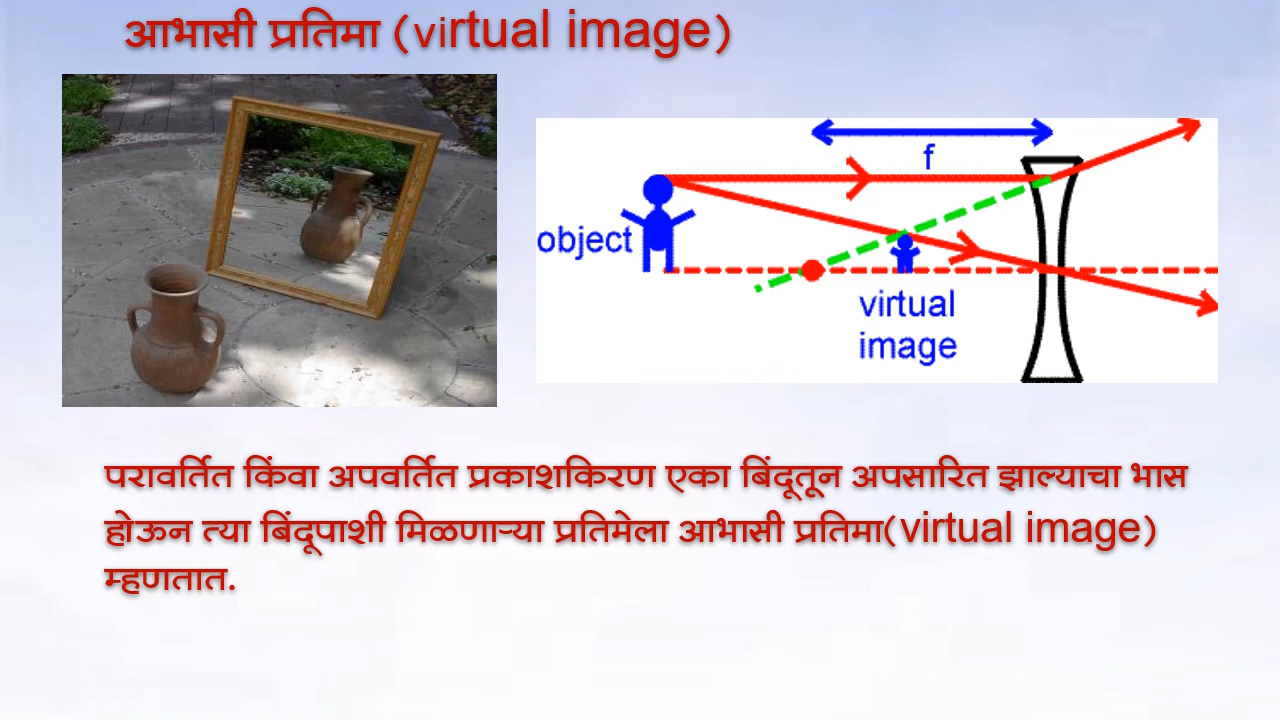 आभासी प्रतिमा (virtual image)
f
object
virtual
image
परावर्तित किंवा अपवर्तित प्रकाशकिरण एका बिंदूतून अपसारित झाल्याचा भास
होऊन त्या बिंदूपाशी मिळणाऱ्या प्रतिमेला आभासी प्रतिमा(virtual image)
म्हणतात.